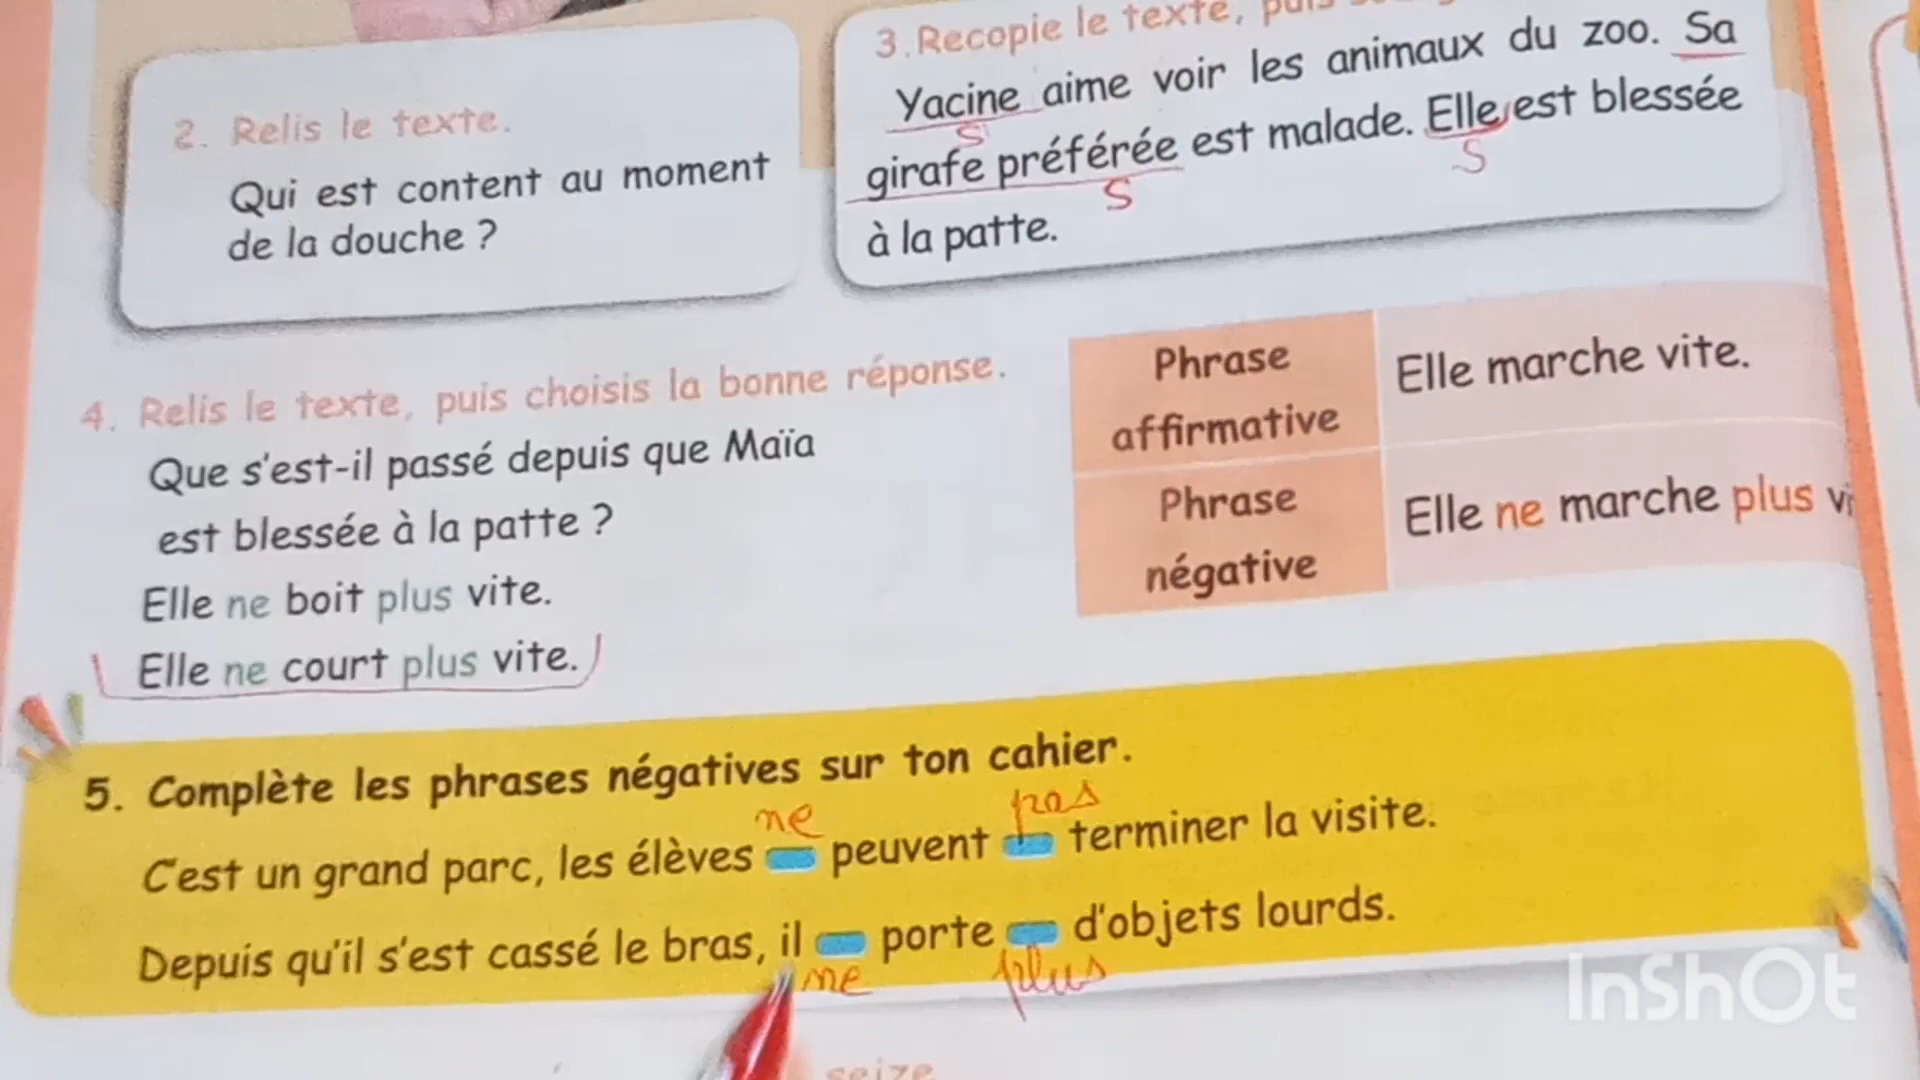 2. Relis le texte.
Qui est content au moment
de la douche ?
3.Recopie le texte,
Yacine aime voir les animaux du zoo. Sa
S
girafe préférée est malade. Elle est blessée
S
S
à la patte.
4. Relis le texte, puis choisis la bonne réponse.
Que s'est-il passé depuis que Maïa
est blessée à la patte ?
Elle ne boit plus vite.
Elle ne court plus vite.
Phrase
affirmative
Elle marche vite.
Phrase
négative
Elle ne marche plus
5. Complète les phrases négatives sur ton cahier.
ne pas
C'est un grand parc, les élèves peuvent terminer la visite.
Depuis qu'il s'est cassé le bras, il porte d'objets lourds.
ne plus
seize
InShOt